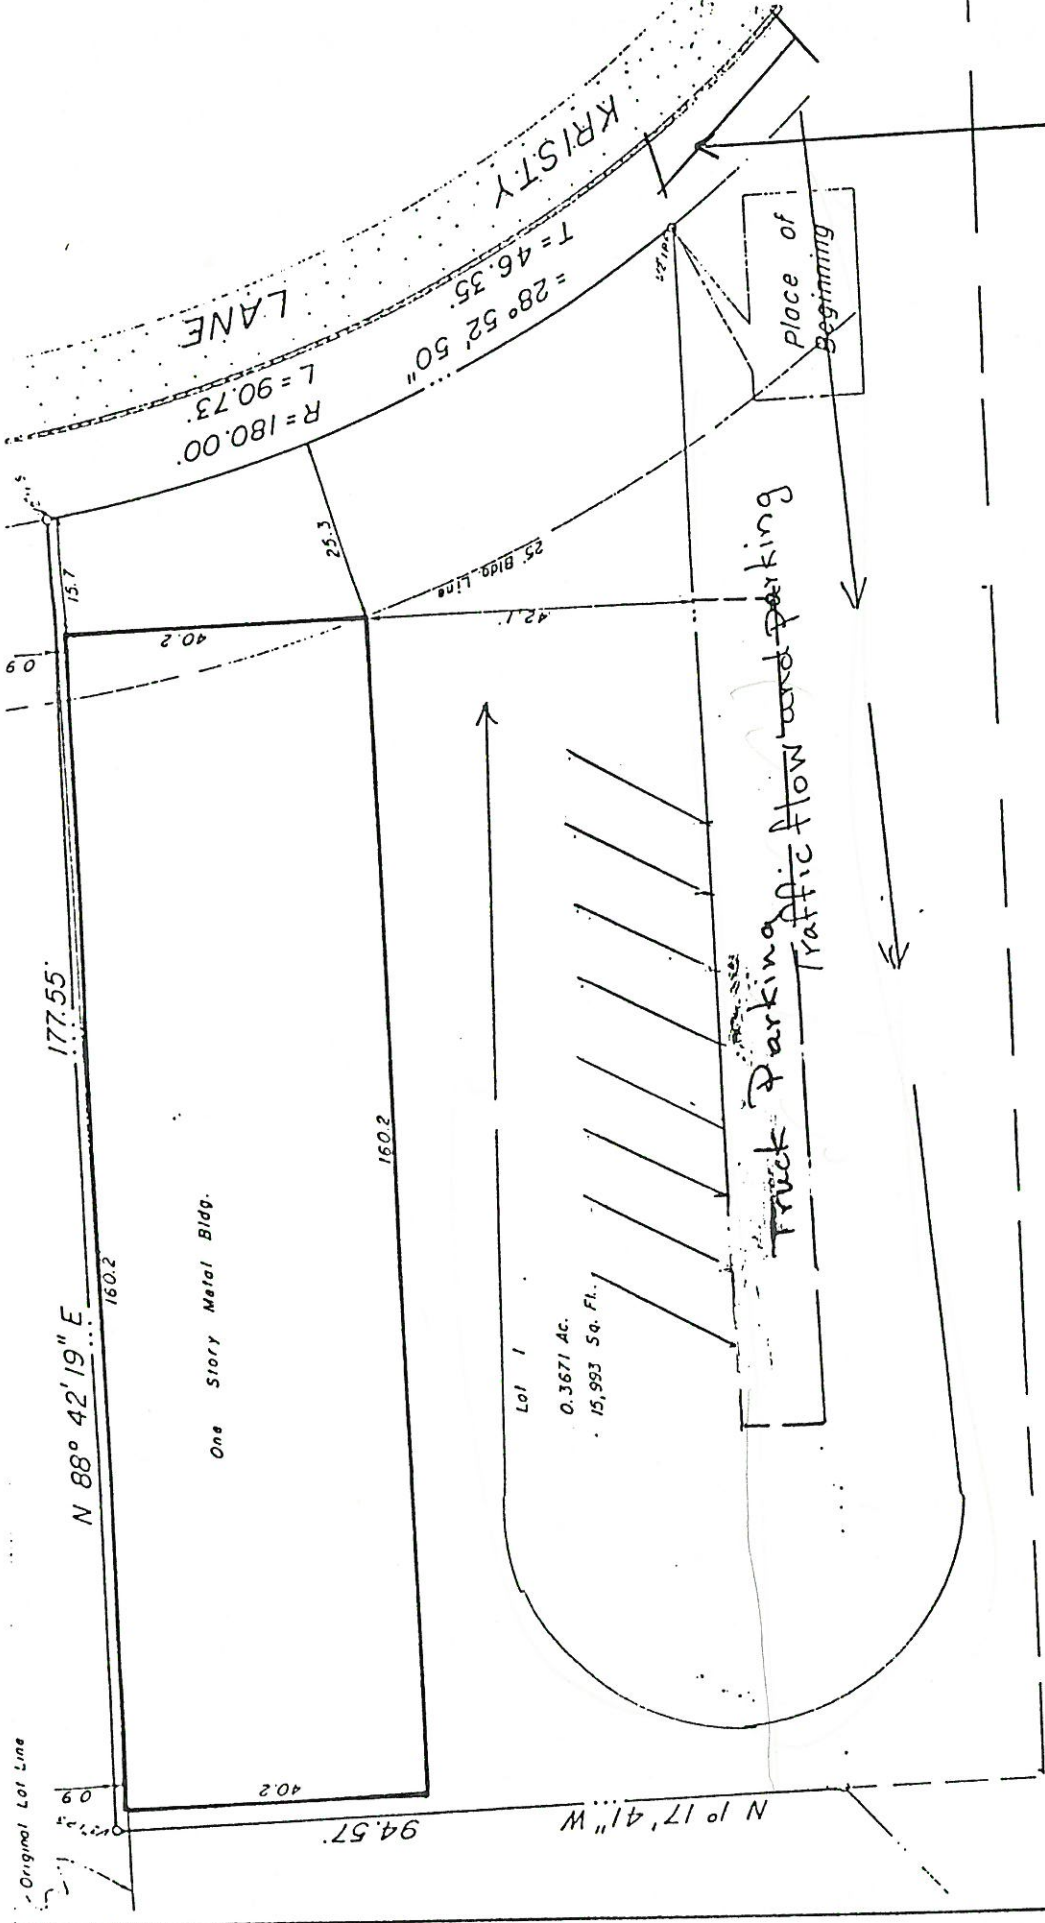 Original Lot Line
N 88° 42' 19" E
177.55'
0.9
15.7
160.2
0.9
40.2
40.2
160.2
One Story Metal Bldg.
KRISTY
LANE
R=180.00'
L=90.73'
=28° 52' 50"
T=46.35'
25.3
25' Bldg. Line
42.1'
Place of
Beginning
Lot 1
0.3671 Ac.
15,993 Sq. Ft.
Truck Parking and Parking
Traffic flow
94.57'
N 1° 17' 41" W